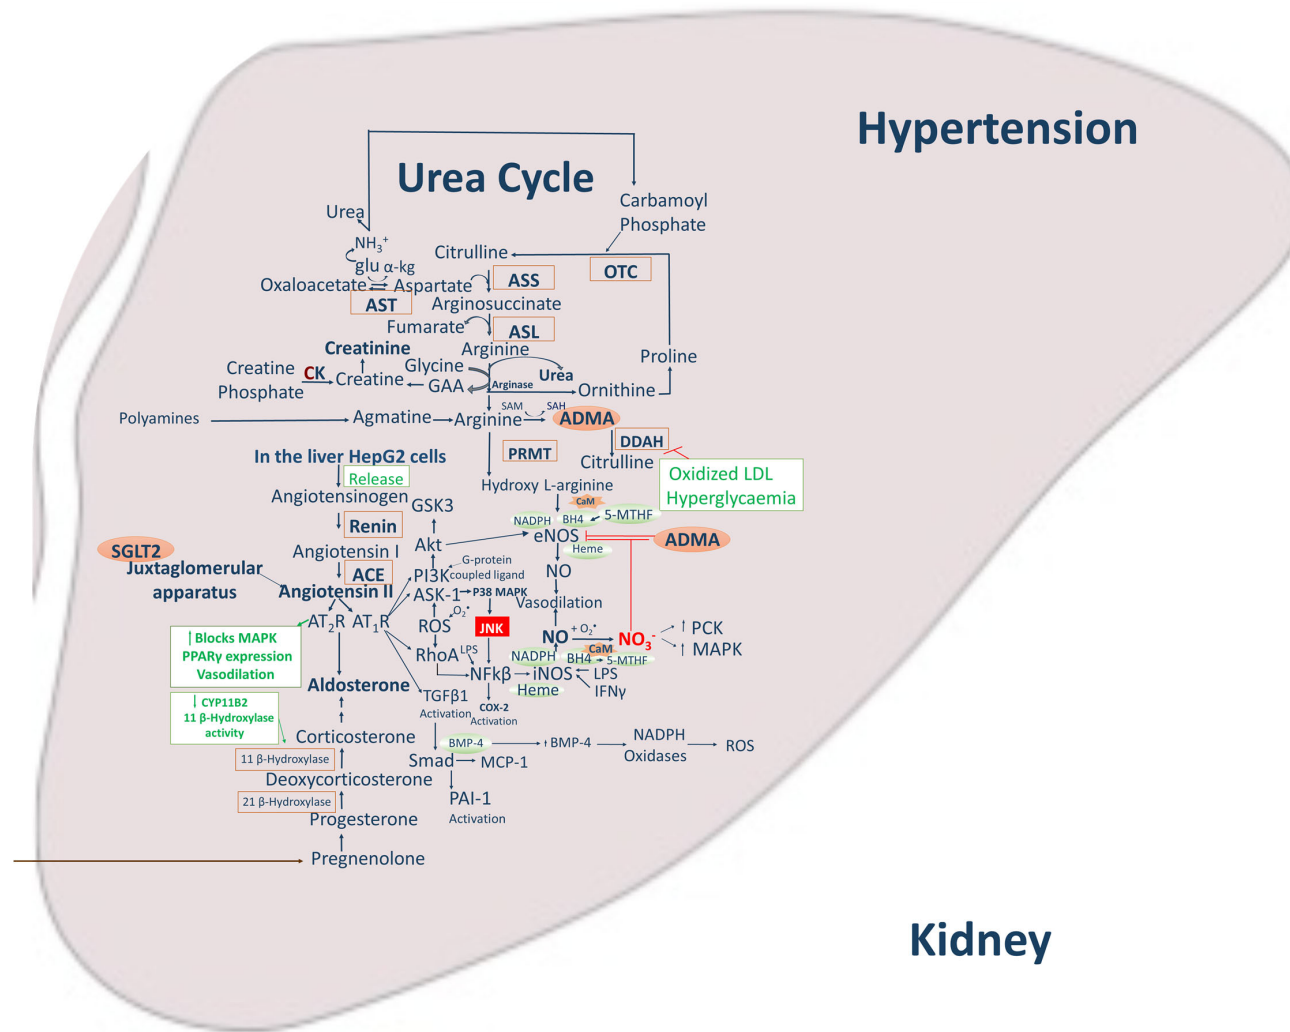 Hypertension
Urea Cycle
Carbamoyl
Phosphate
Urea
NH3+
glu α-kg
Citrulline
OTC
Oxaloacetate
Aspartate
ASS
AST
Arginosuccinate
Fumarate
ASL
Creatinine
Arginine
Proline
Creatine
Phosphate
CK
Creatine
Glycine
GAA
Urea
Arginase
Ornithine
Polyamines
Agmatine
Arginine
SAM
SAH
ADMA
PRMT
DDAH
Citrulline
Oxidized LDL
Hyperglycaemia
In the liver HepG2 cells
Release
Angiotensinogen
Hydroxy L-arginine
GSK3
CaM
NADPH
BH4
5-MTHF
Renin
eNOS
Heme
ADMA
Akt
SGLT2
Angiotensin I
Juxtaglomerular
apparatus
ACE
PI3K
G-protein
coupled ligand
NO
Angiotensin II
ASK-1
P38 MAPK
Vasodilation
AT2R
AT1R
ROS
O2•
JNK
NO
+ O2•
NO3-
↑ PCK
↑ MAPK
↑ Blocks MAPK
PPARγ expression
Vasodilation
RhoA
LPS
NADPH
CaM
BH4
5-MTHF
NFkβ
iNOS
LPS
IFNγ
Heme
Aldosterone
TGFβ1
Activation
COX-2
Activation
↓ CYP11B2
11 β-Hydroxylase
activity
Corticosterone
BMP-4
↑ BMP-4
NADPH
Oxidases
ROS
11 β-Hydroxylase
Smad
MCP-1
Deoxycorticosterone
21 β-Hydroxylase
PAI-1
Activation
Progesterone
Pregnenolone
Kidney